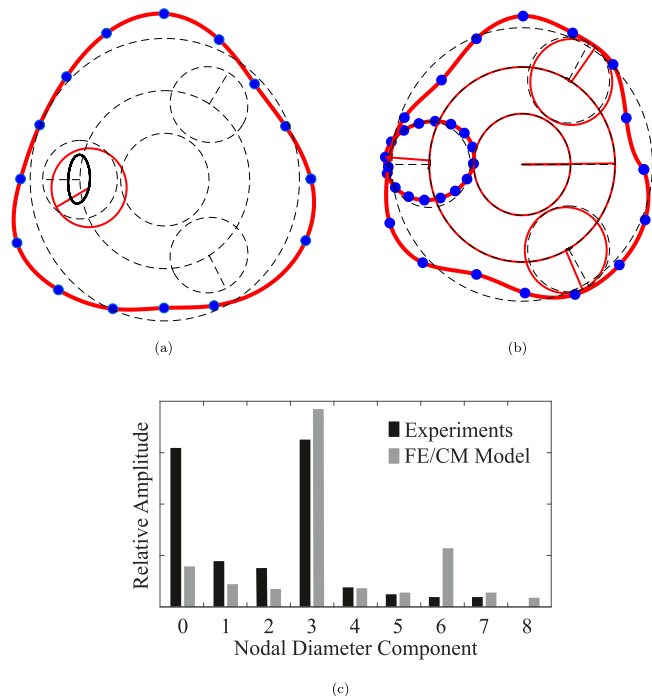 (a)
(b)
Relative Amplitude
Experiments
FE/CM Model
0 1 2 3 4 5 6 7 8
Nodal Diameter Component
(c)